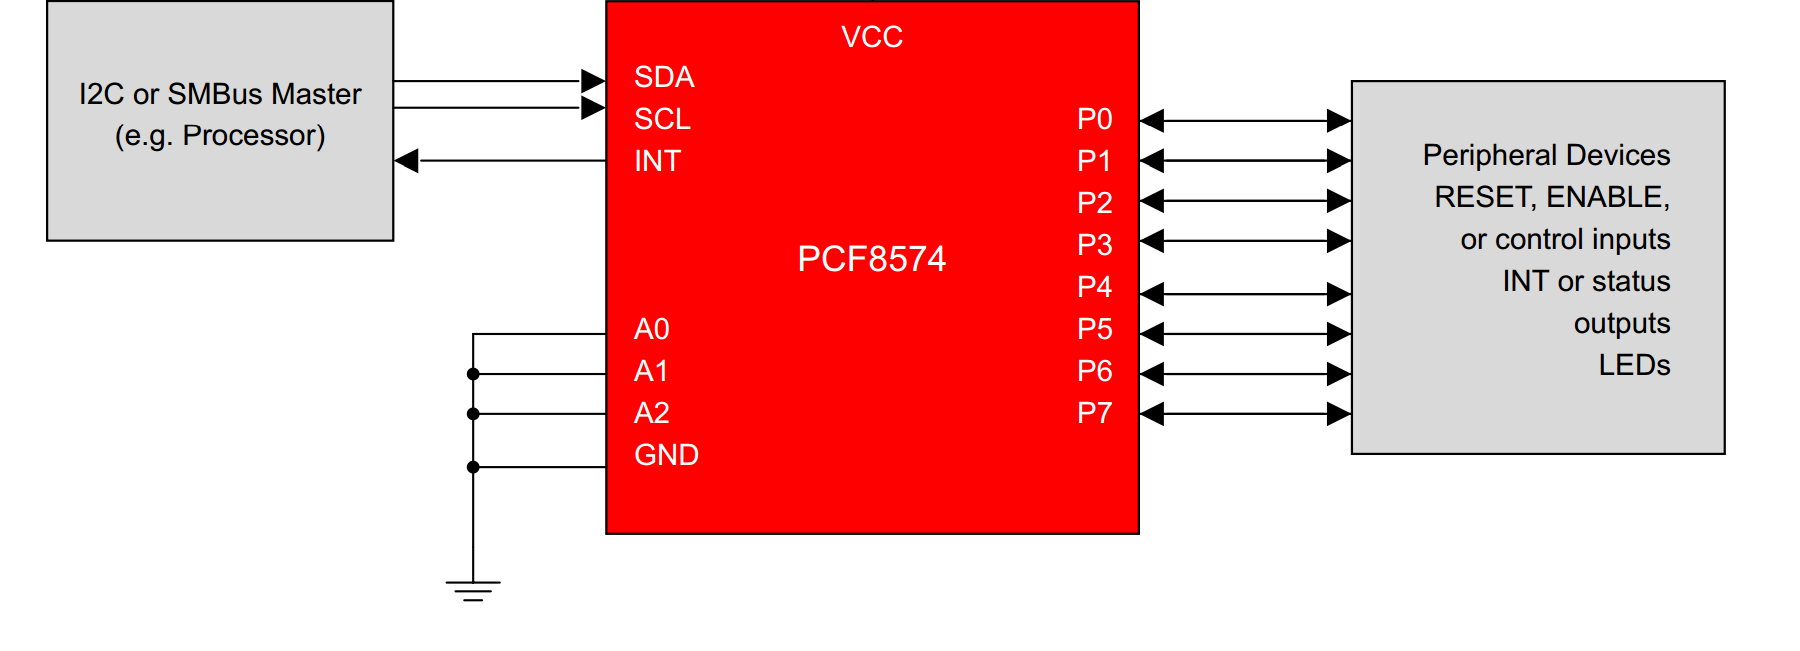 I2C or SMBus Master
(e.g. Processor)
VCC
SDA
SCL
INT
PCF8574
A0
A1
A2
GND
P0
P1
P2
P3
P4
P5
P6
P7
Peripheral Devices
RESET, ENABLE,
or control inputs
INT or status
outputs
LEDs